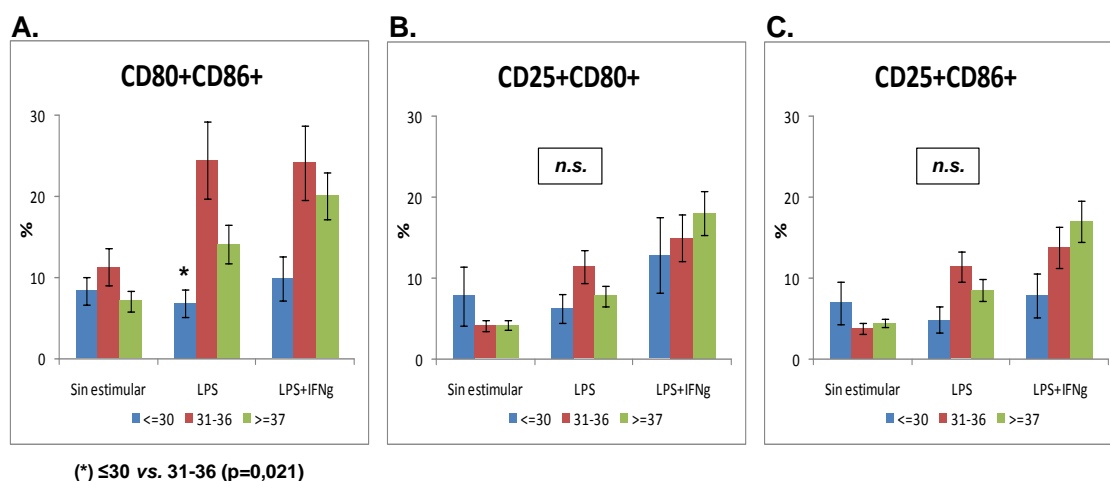 A.
CD80+CD86+
30
20
10
0
%
*
Sin estimular LPS LPS+IFNg
<=30 31-36 >=37
(*) ≤30 vs. 31-36 (p=0,021)
B.
CD25+CD80+
30
20
10
0
%
n.s.
Sin estimular LPS LPS+IFNg
<=30 31-36 >=37
C.
CD25+CD86+
30
20
10
0
%
n.s.
Sin estimular LPS LPS+IFNg
<=30 31-36 >=37